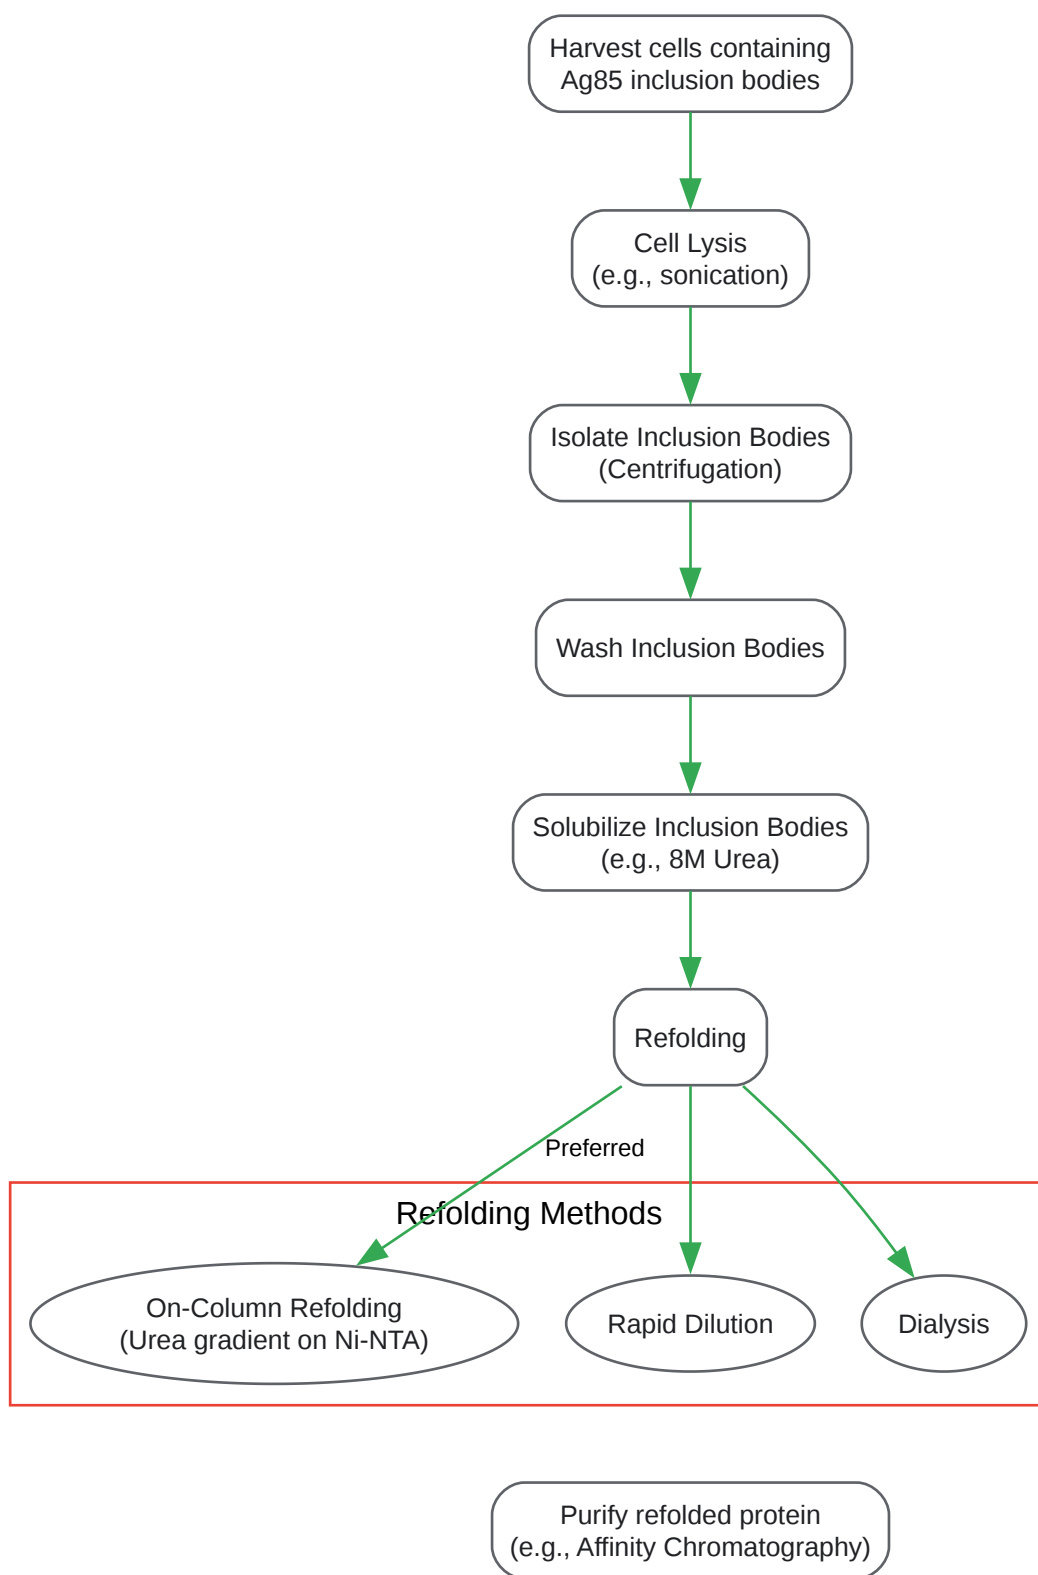 Harvest cells containing
Ag85 inclusion bodies
Cell Lysis
(e.g., sonication)
Isolate Inclusion Bodies
(Centrifugation)
Wash Inclusion Bodies
Solubilize Inclusion Bodies
(e.g., 8M Urea)
Refolding
Preferred
Refolding Methods
On-Column Refolding
(Urea gradient on Ni-NTA)
Rapid Dilution
Dialysis
Purify refolded protein
(e.g., Affinity Chromatography)